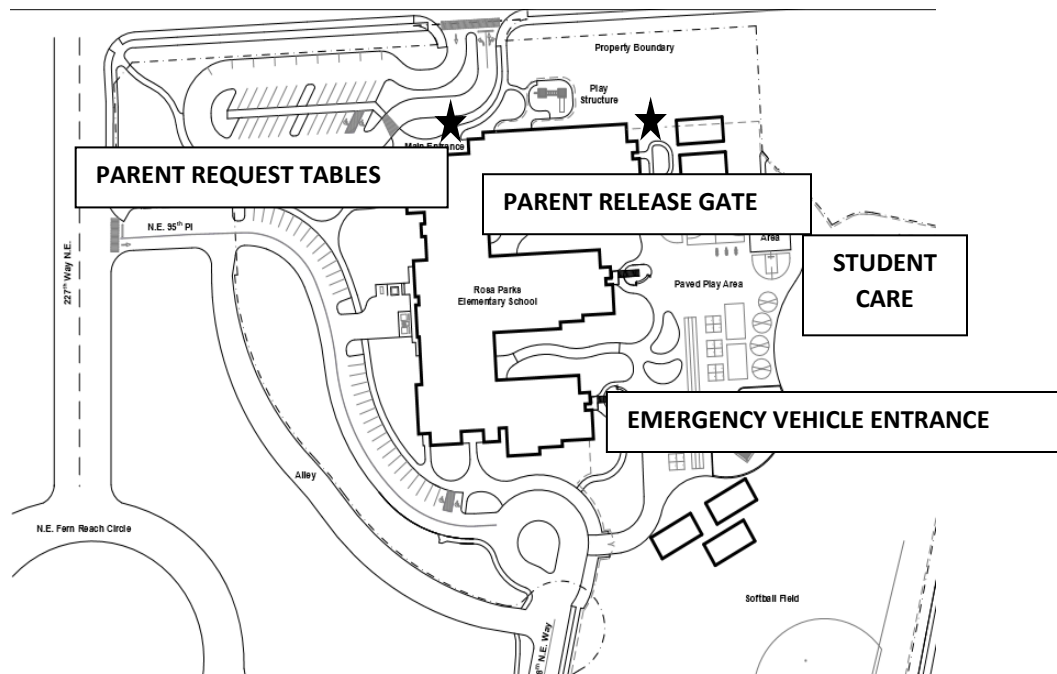 Property Boundary
Play
Structure
Main Entrance
PARENT REQUEST TABLES
PARENT RELEASE GATE
N.E. 95th Pl
Area
STUDENT
CARE
227th Way N.E.
Rosa Parks
Elementary School
Paved Play Area
EMERGENCY VEHICLE ENTRANCE
Alley
N.E. Fern Reach Circle
Softball Field
8th N.E. Way